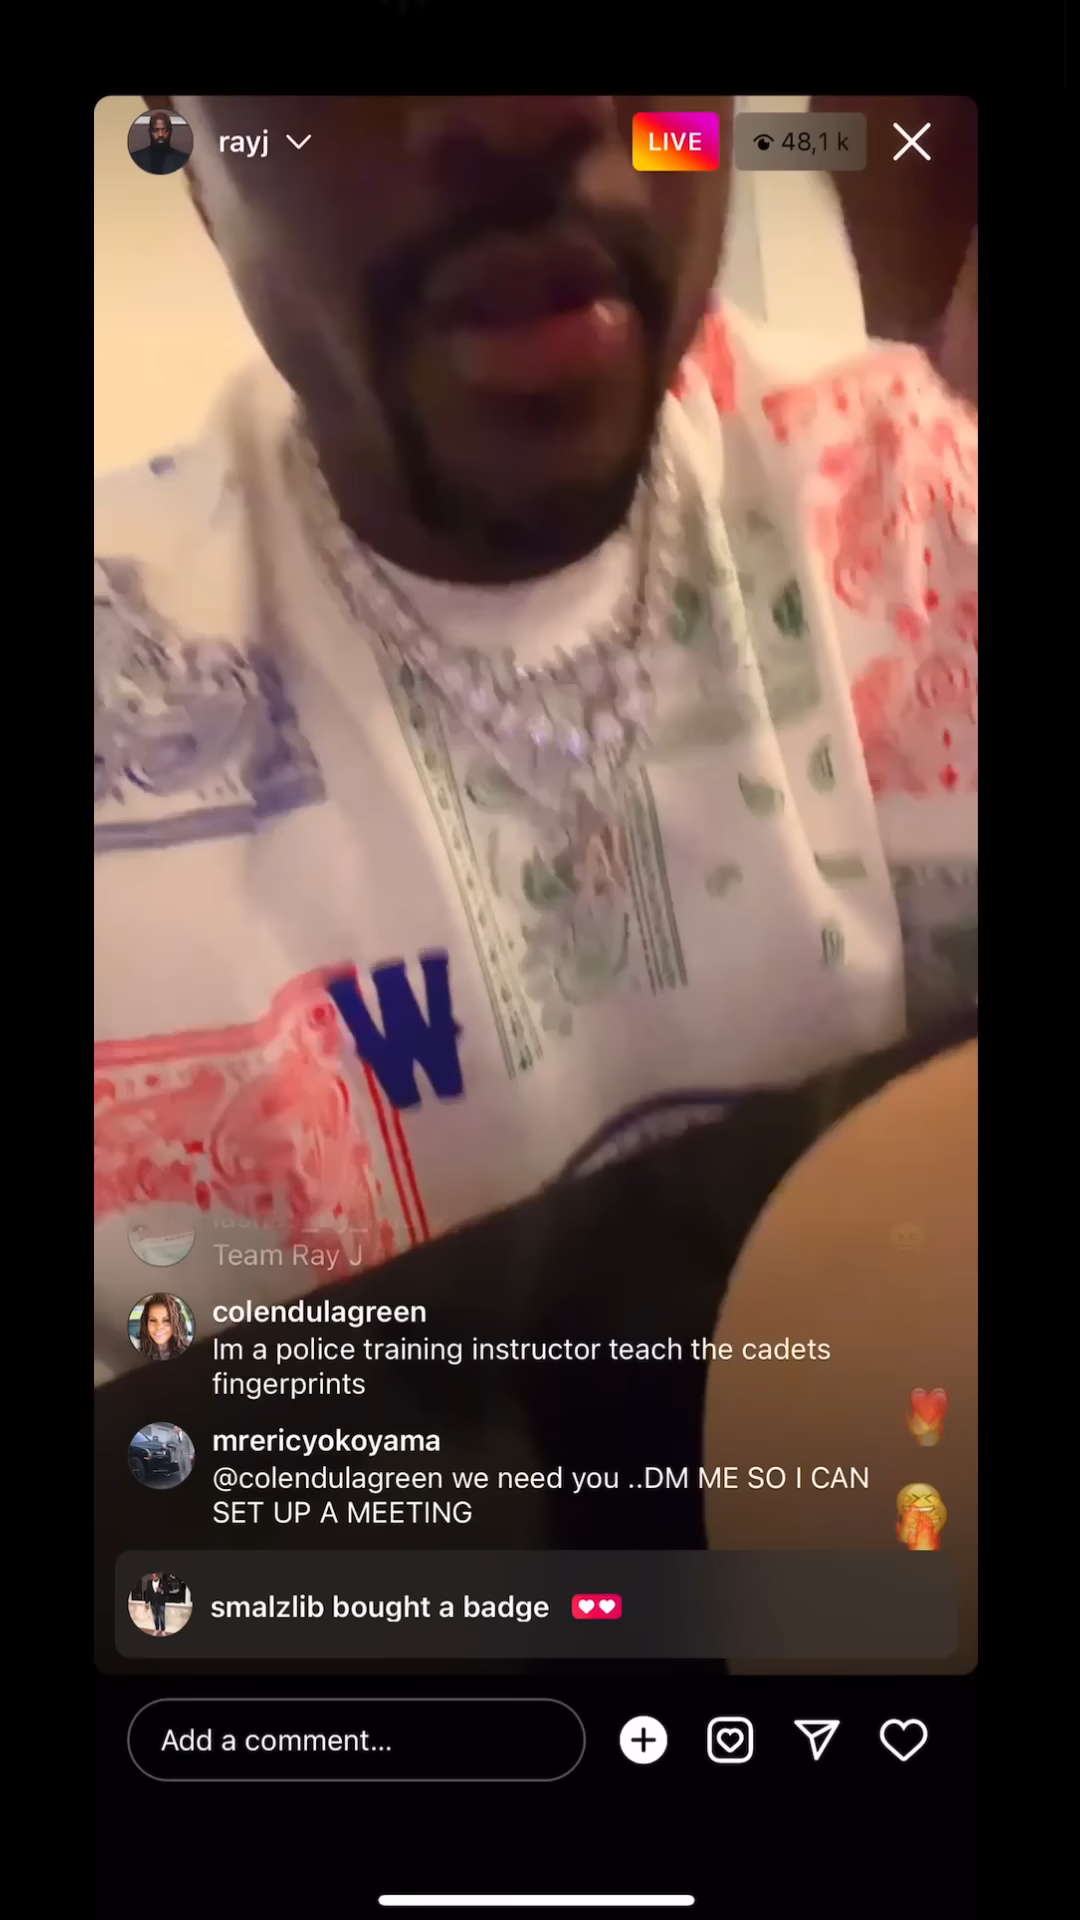 rayj
LIVE
48,1 k
W
Team Ray J
colendulagreen
Im a police training instructor teach the cadets
fingerprints
mrericyokoyama
@colendulagreen we need you ..DM ME SO I CAN
SET UP A MEETING
smalzlib bought a badge
Add a comment...